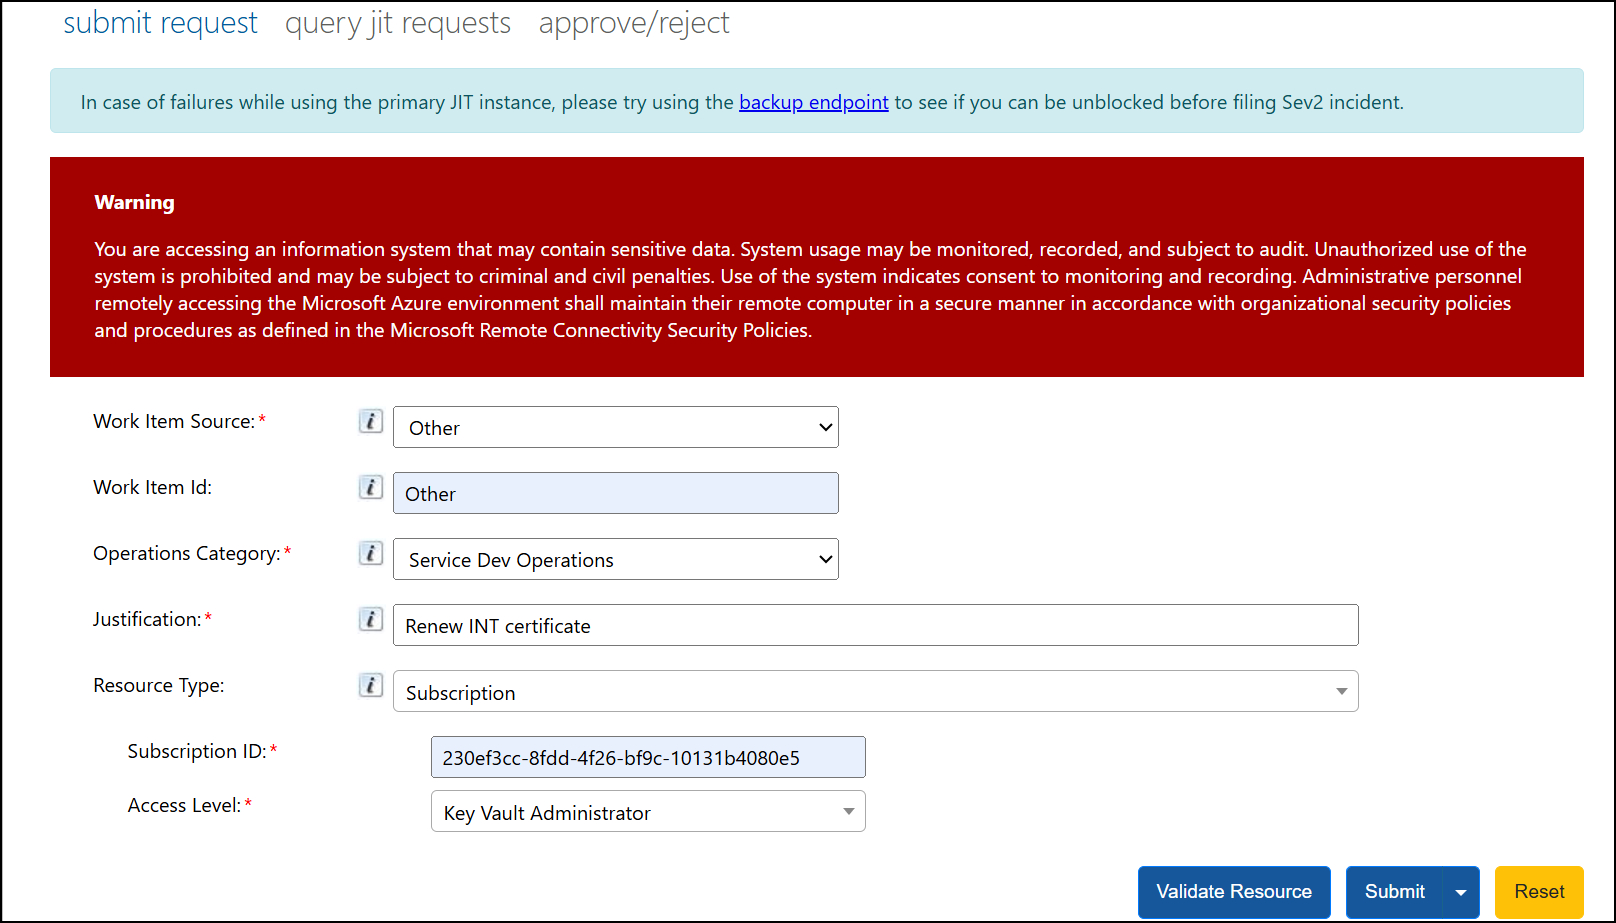 submit request query jit requests approve/reject
In case of failures while using the primary JIT instance, please try using the backup endpoint to see if you can be unblocked before filing Sev2 incident.
Warning
You are accessing an information system that may contain sensitive data. System usage may be monitored, recorded, and subject to audit. Unauthorized use of the
system is prohibited and may be subject to criminal and civil penalties. Use of the system indicates consent to monitoring and recording. Administrative personnel
remotely accessing the Microsoft Azure environment shall maintain their remote computer in a secure manner in accordance with organizational security policies
and procedures as defined in the Microsoft Remote Connectivity Security Policies.
Work Item Source:* i Other
Work Item Id: i Other
Operations Category:* i Service Dev Operations
Justification:* i Renew INT certificate
Resource Type: i Subscription
Subscription ID:* 230ef3cc-8fdd-4f26-bf9c-10131b4080e5
Access Level:* Key Vault Administrator
Validate Resource Submit Reset